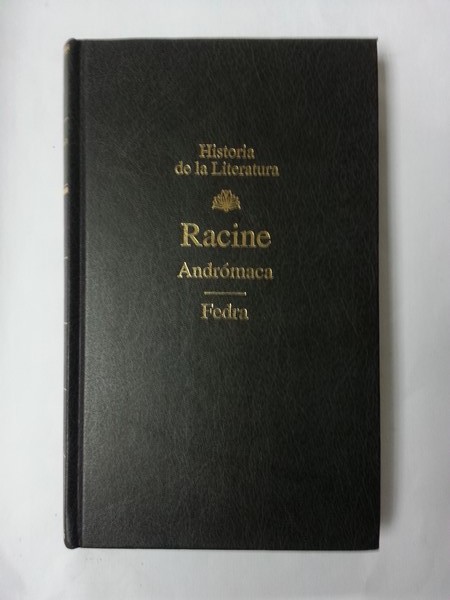 Historia
de la Literatura
Racine
Andrómaca
Fedra